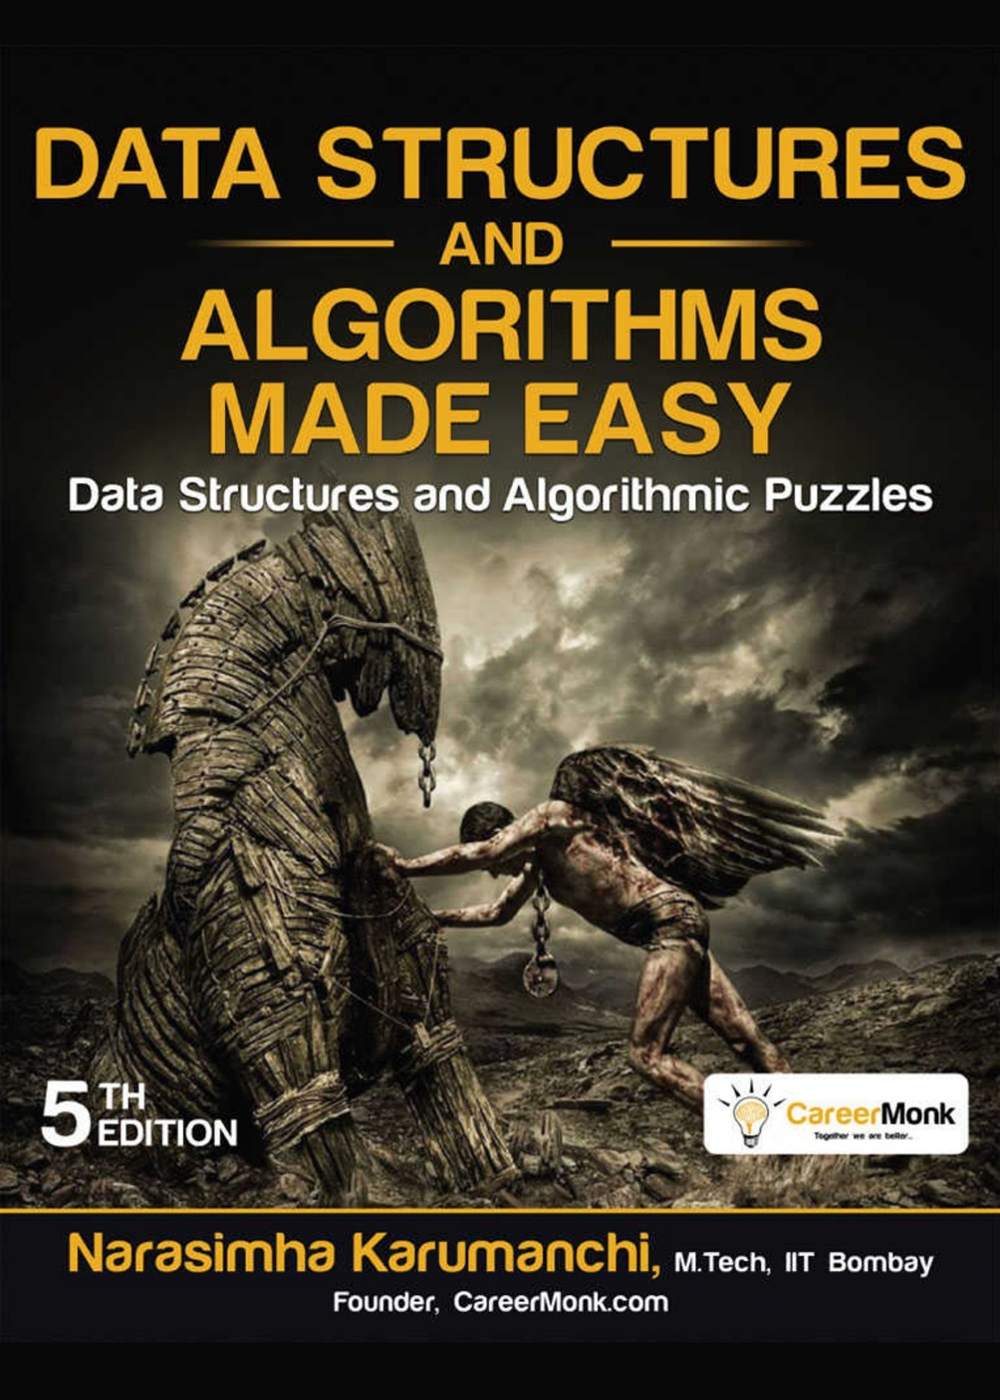 DATA STRUCTURES
AND
ALGORITHMS
MADE EASY
Data Structures and Algorithmic Puzzles
5TH
EDITION
CareerMonk
Together we are better..
Narasimha Karumanchi, M.Tech, IIT Bombay
Founder, CareerMonk.com